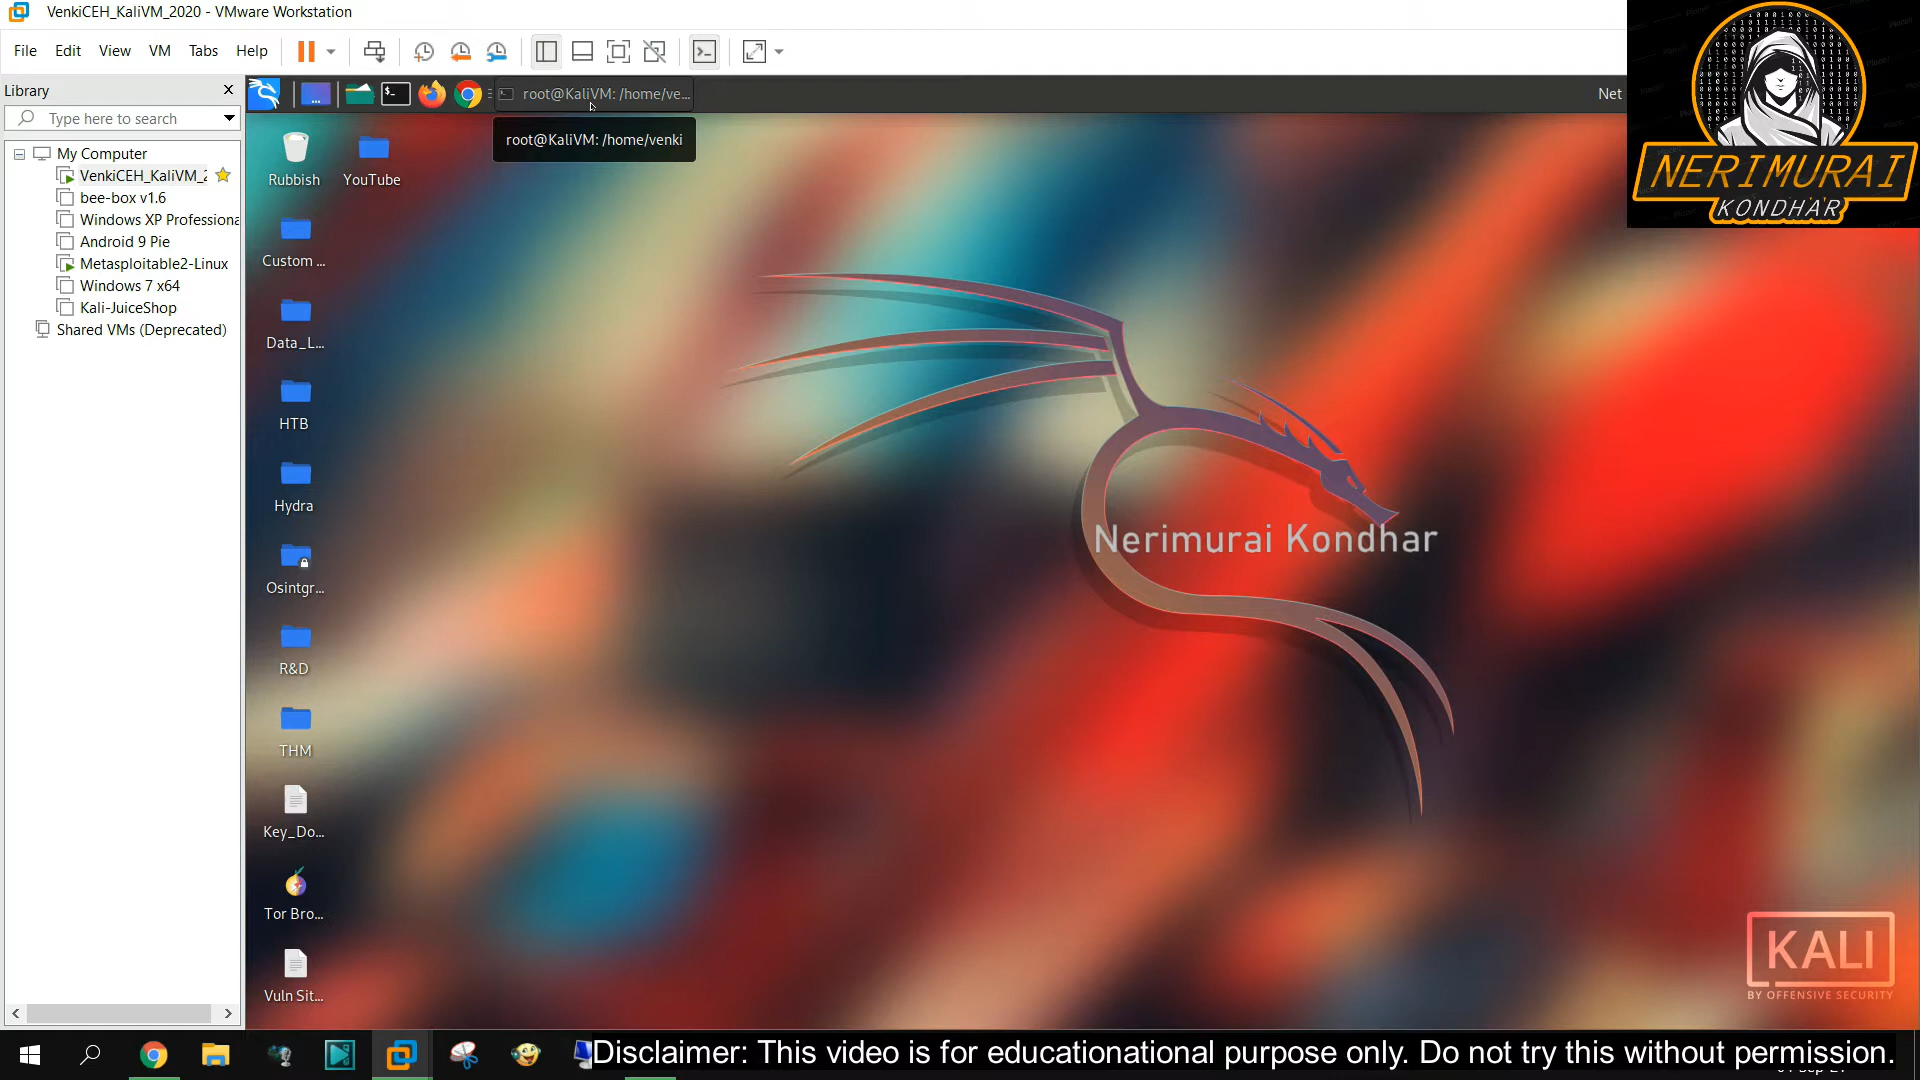 VenkiCEH_KaliVM_2020 - VMware Workstation
File Edit View VM Tabs Help
Library
Type here to search
My Computer
VenkiCEH_KaliVM_2
bee-box v1.6
Windows XP Professiona
Android 9 Pie
Metasploitable2-Linux
Windows 7 x64
Kali-JuiceShop
Shared VMs (Deprecated)
root@KaliVM: /home/ve...
Net
root@KaliVM: /home/venki
Rubbish
YouTube
Custom ...
Data_L...
HTB
Hydra
Osintgr...
R&D
THM
Key_Do...
Tor Bro...
Vuln Sit...
NERIMURAI
KONDHAR
Nerimurai Kondhar
KALI
BY OFFENSIVE SECURITY
Disclaimer: This video is for educationational purpose only. Do not try this without permission.